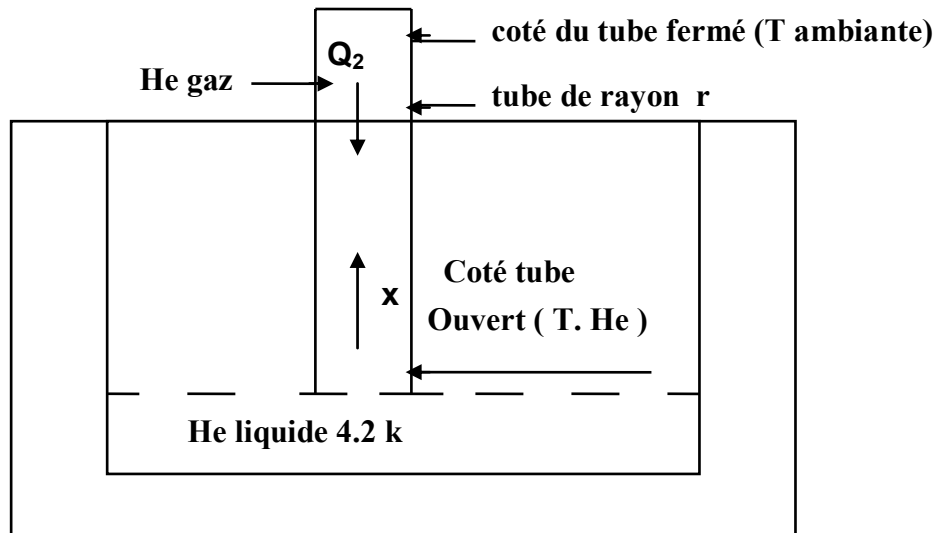 coté du tube fermé (T ambiante)
Q2
He gaz
tube de rayon r
Coté tube
x
Ouvert ( T. He )
He liquide 4.2 k